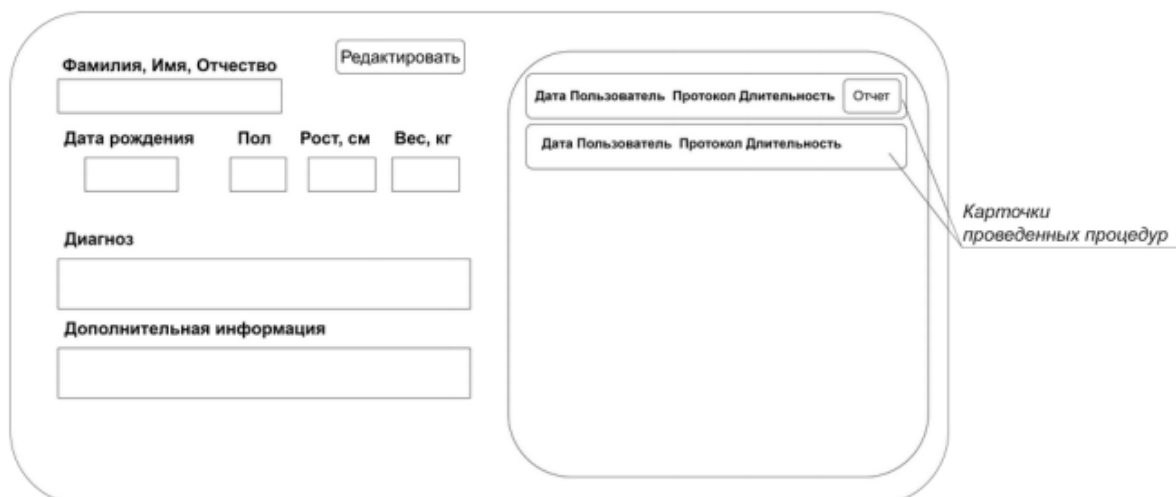 Фамилия, Имя, Отчество
Редактировать
Дата рождения Пол Рост, см Вес, кг
Диагноз
Дополнительная информация
Дата Пользователь Протокол Длительность Отчет
Дата Пользователь Протокол Длительность
Карточки
проведенных процедур